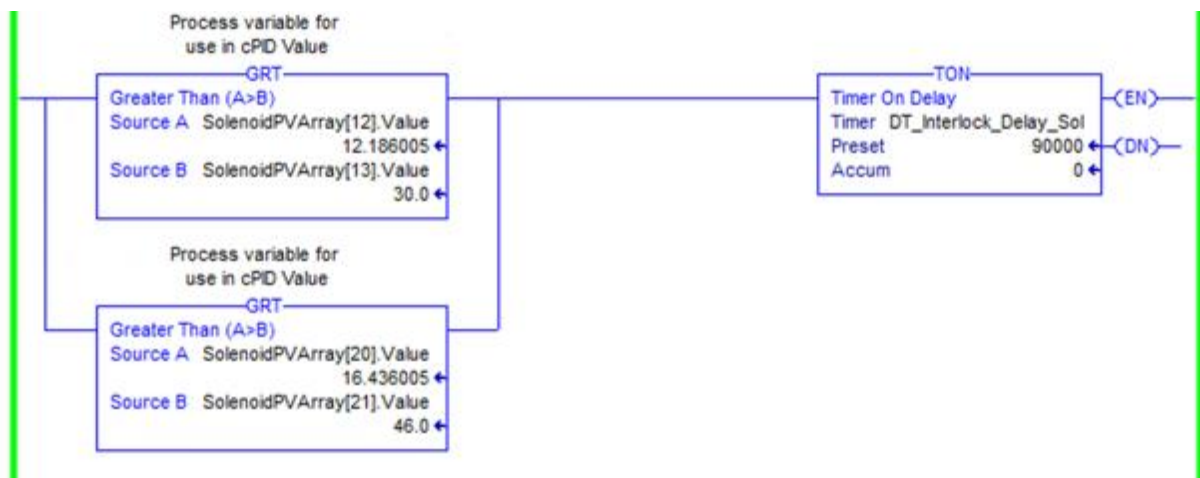 Process variable for
use in cPID Value
GRT
Greater Than (A>B)
Source A SolenoidPVArray[12].Value
12.186005
Source B SolenoidPVArray[13].Value
30.0
TON
Timer On Delay
Timer DT_Interlock_Delay_Sol
Preset 90000
Accum 0
(EN)
(DN)
Process variable for
use in cPID Value
GRT
Greater Than (A>B)
Source A SolenoidPVArray[20].Value
16.436005
Source B SolenoidPVArray[21].Value
46.0